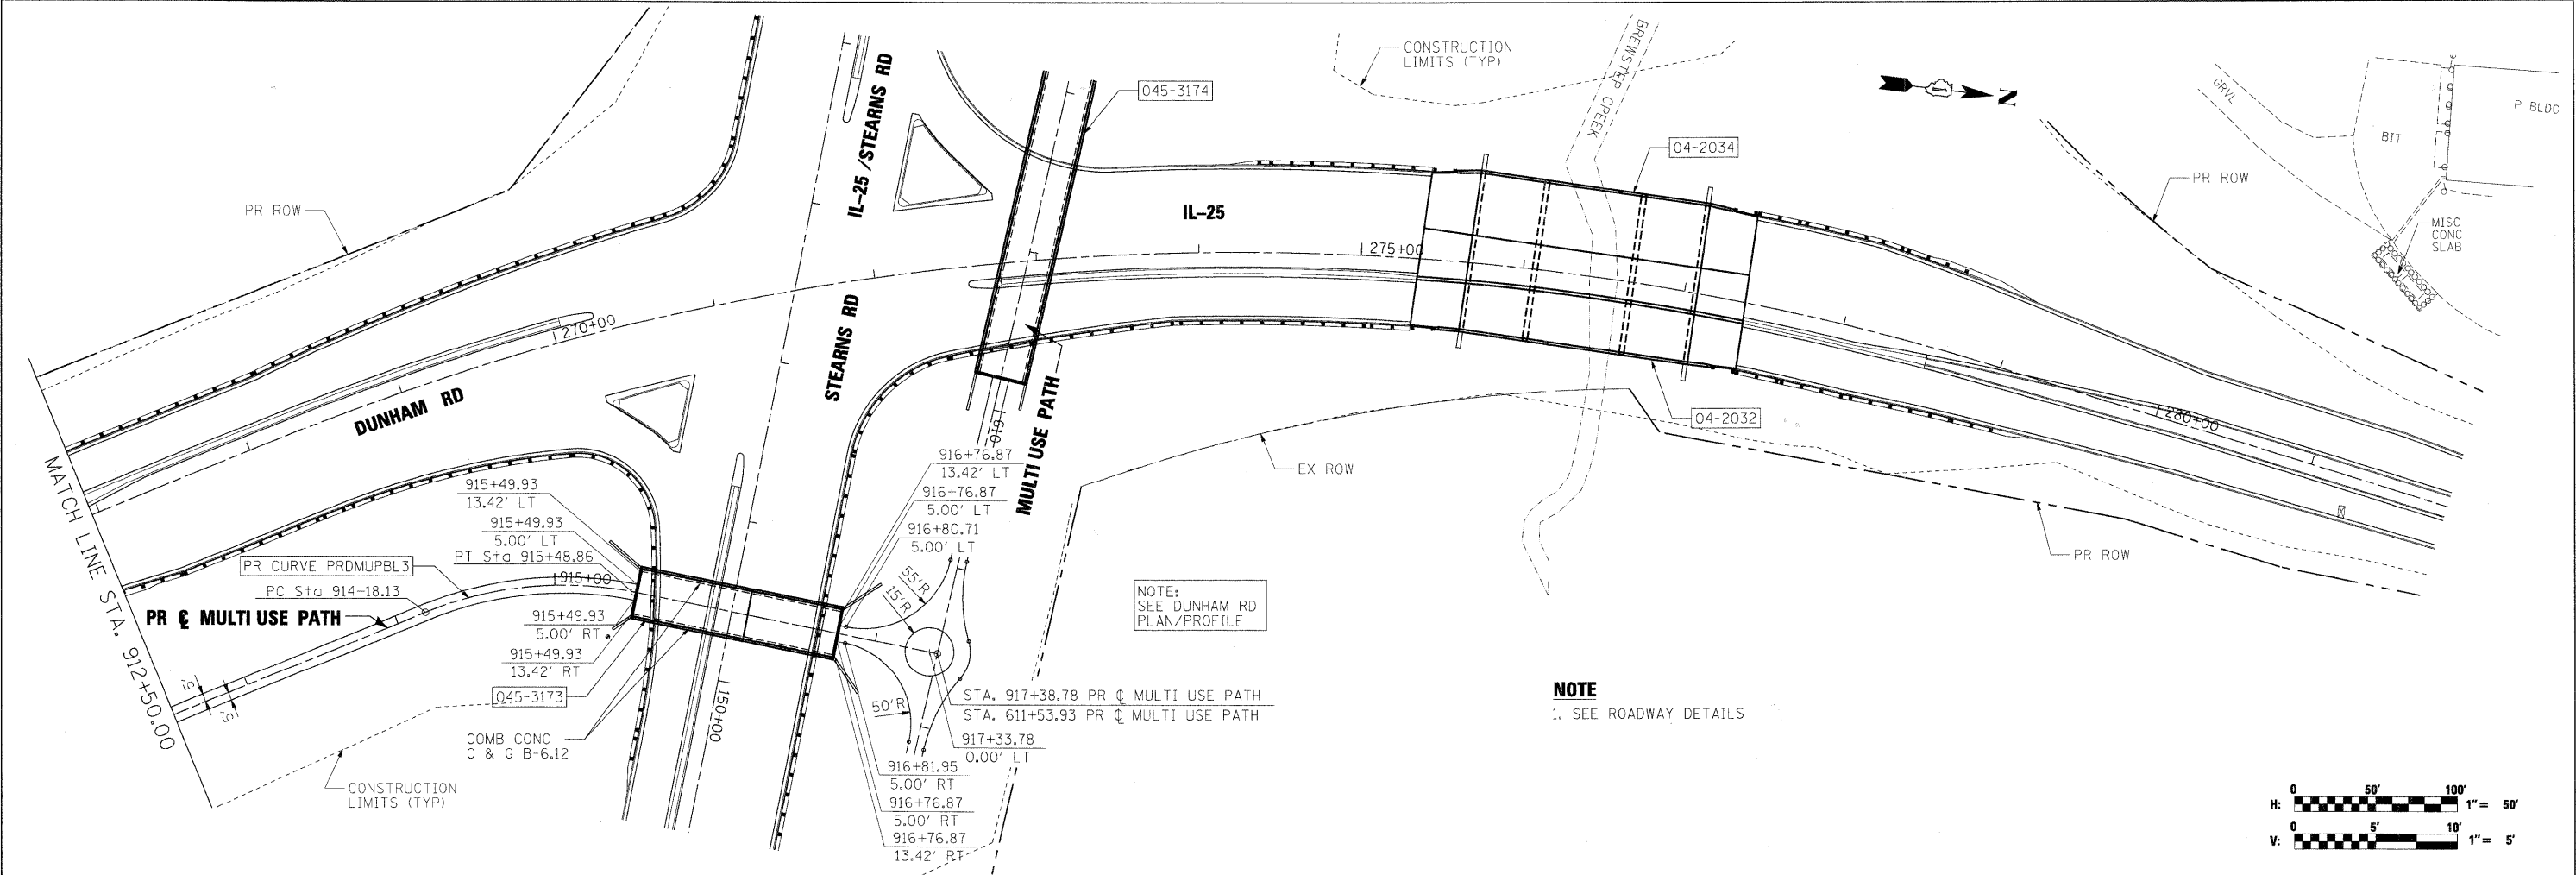 CONSTRUCTION
LIMITS (TYP)
BREWSTER CREEK
N
GRVL
BIT
P BLDG
045-3174
04-2034
PR ROW
PR ROW
MISC
CONC
SLAB
IL-25 /STEARNS RD
IL-25
275+00
STEARNS RD
270+00
DUNHAM RD
MULTI USE PATH
610
04-2032
280+00
EX ROW
PR ROW
MATCH LINE STA. 912+50.00
916+76.87
13.42' LT
916+76.87
5.00' LT
916+80.71
5.00' LT
915+49.93
13.42' LT
915+49.93
5.00' LT
PT Sta 915+48.86
PR CURVE PRDMUPBL3
915+00
PC Sta 914+18.13
PR ℄ MULTI USE PATH
915+49.93
5.00' RT
915+49.93
13.42' RT
5'
5'
045-3173
COMB CONC
C & G B-6.12
CONSTRUCTION
LIMITS (TYP)
150+00
55'R
15'R
50'R
NOTE:
SEE DUNHAM RD
PLAN/PROFILE
STA. 917+38.78 PR ℄ MULTI USE PATH
STA. 611+53.93 PR ℄ MULTI USE PATH
917+33.78
0.00' LT
916+81.95
5.00' RT
916+76.87
5.00' RT
916+76.87
13.42' RT
NOTE
1. SEE ROADWAY DETAILS
0 50' 100'
H: 1"= 50'
0 5' 10'
V: 1"= 5'